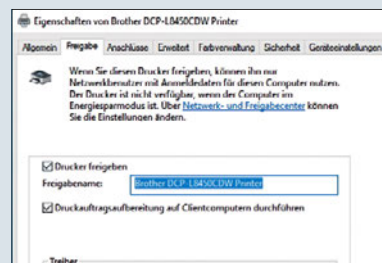 Eigenschaften von Brother DCP-L8450CDW Printer
Allgemein Freigabe Anschlüsse Erweitert Farbverwaltung Sicherheit Geräteeinstellungen
Wenn Sie diesen Drucker freigeben, können ihn nur
Netzwerkbenutzer mit Anmeldedaten für diesen Computer nutzen.
Der Drucker ist nicht verfügbar, wenn der Computer im
Energiesparmodus ist. Über Netzwerk- und Freigabecenter können
Sie die Einstellungen ändern.
Drucker freigeben
Freigabename: Brother DCP-L8450CDW Printer
Druckauftragsaufbereitung auf Clientcomputern durchführen
Treiber